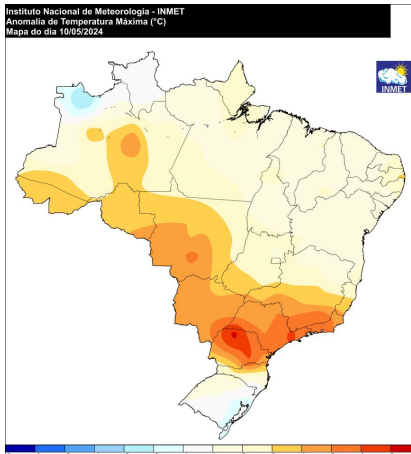 Instituto Nacional de Meteorologia - INMET
Anomalia de Temperatura Máxima (°C)
Mapa do dia 10/05/2024
INMET